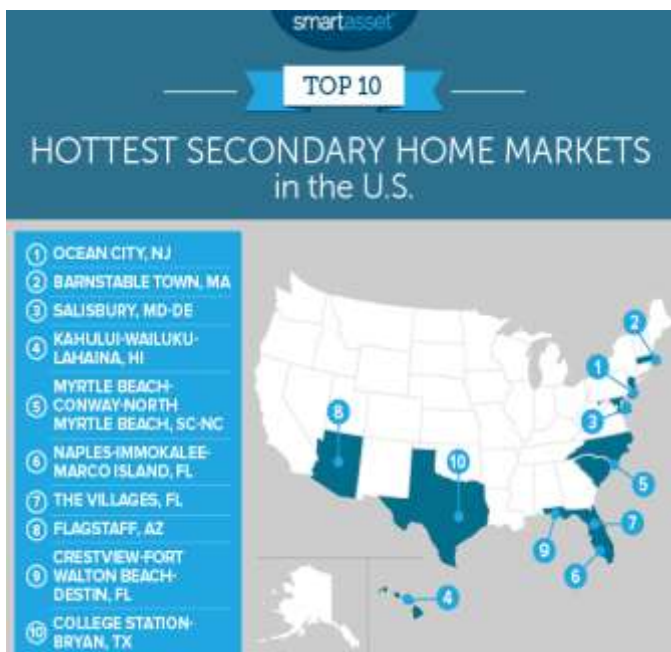 smartasset
TOP 10
HOTTEST SECONDARY HOME MARKETS
in the U.S.
1 OCEAN CITY, NJ
2 BARNSTABLE TOWN, MA
3 SALISBURY, MD-DE
4 KAHULUI-WAILUKU-
LAHAINA, HI
5 MYRTLE BEACH-
CONWAY-NORTH
MYRTLE BEACH, SC-NC
6 NAPLES-IMMOKALEE-
MARCO ISLAND, FL
7 THE VILLAGES, FL
8 FLAGSTAFF, AZ
9 CRESTVIEW-FORT
WALTON BEACH-
DESTIN, FL
10 COLLEGE STATION-
BRYAN, TX
2
1
8
3
10
5
7
9
6
4